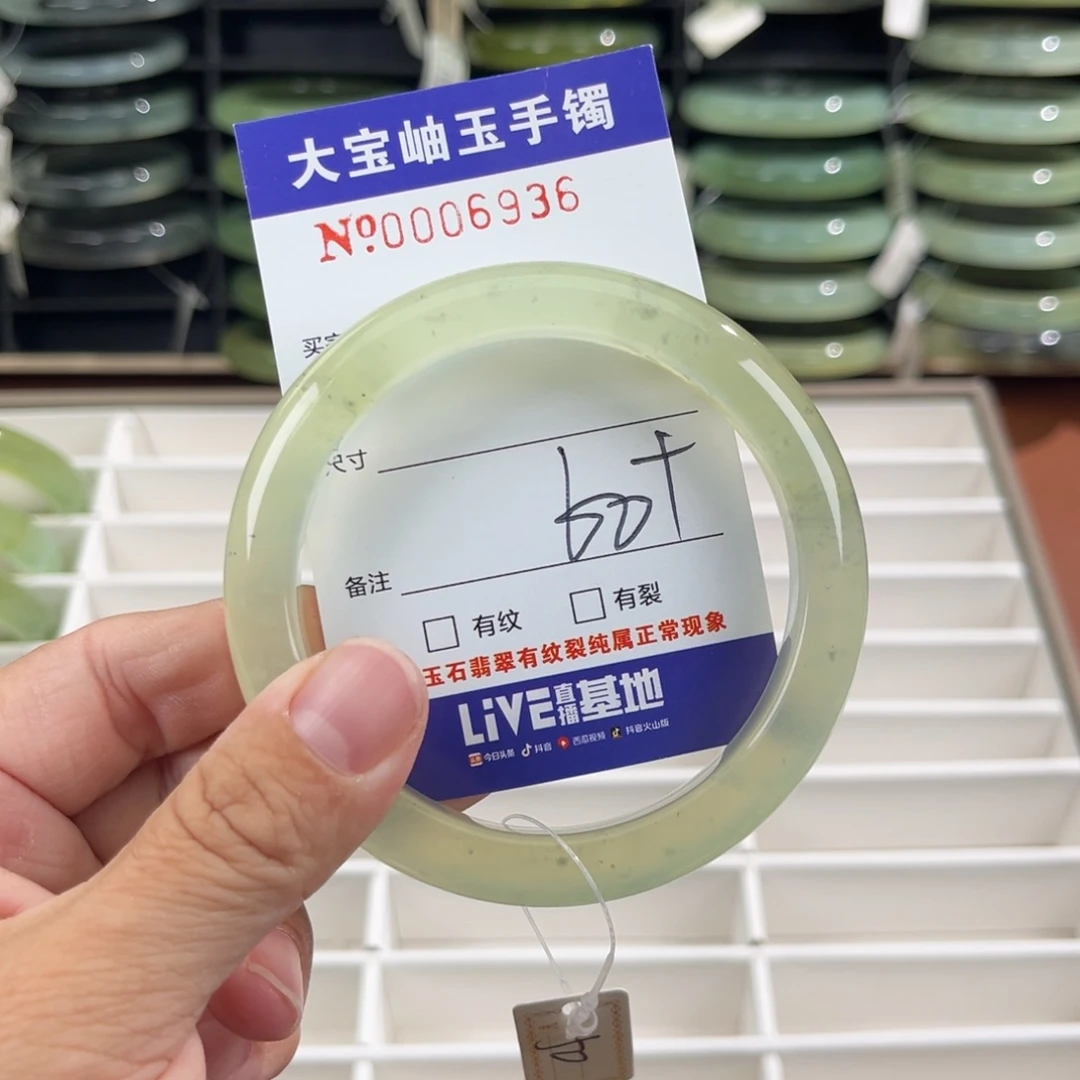 大宝岫玉手镯
№0006936
买
尺寸
60f
备注
有纹 有裂
玉石翡翠有纹裂纯属正常现象
LiVE直播基地
今日头条 抖音 西瓜视频 抖音火山版